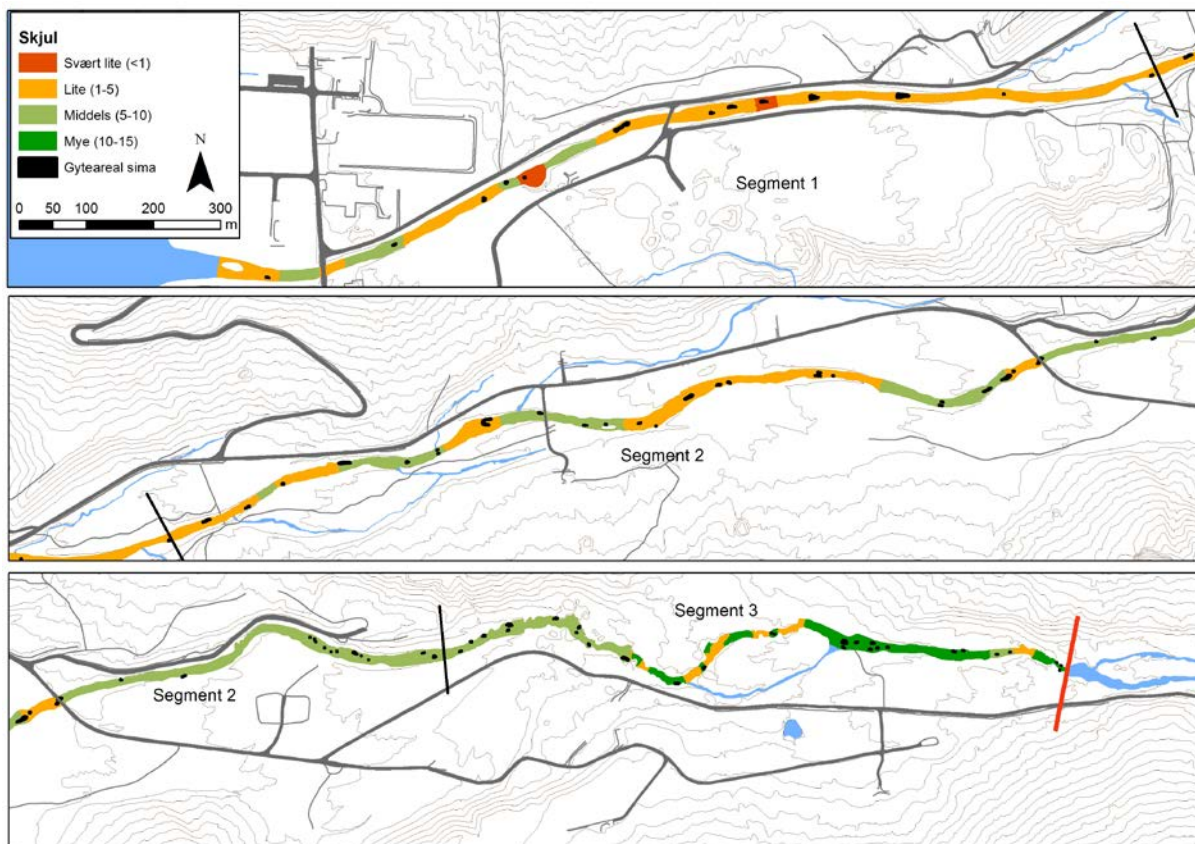 Skjul
Svært lite (<1)
Lite (1-5)
Middels (5-10)
Mye (10-15)
Gyteareal sima
N
0 50 100 200 300
m
Segment 1
Segment 2
Segment 3
Segment 2